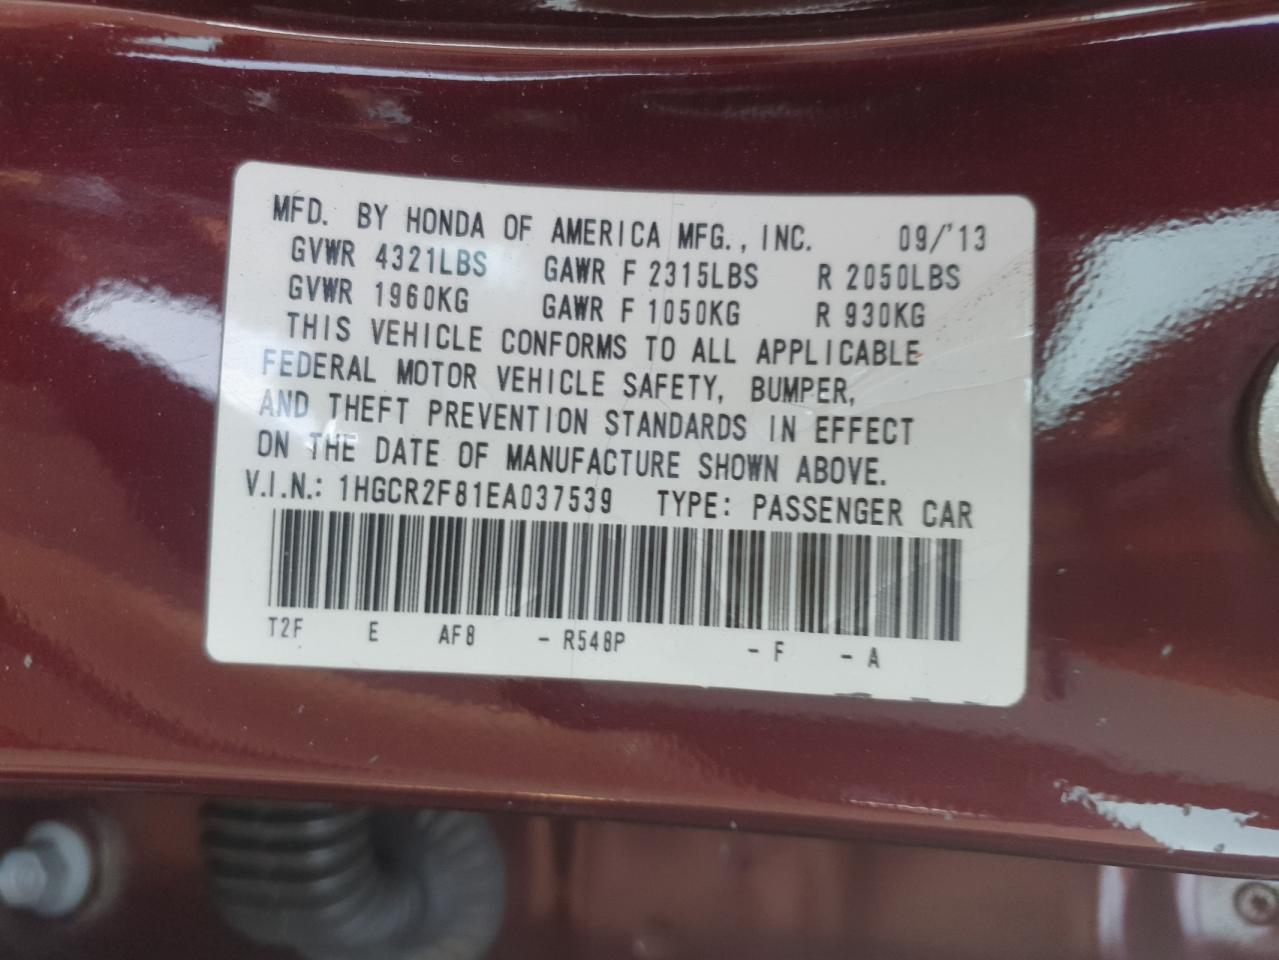 MFD. BY HONDA OF AMERICA MFG., INC. 09/'13
GVWR 4321LBS GAWR F 2315LBS R 2050LBS
GVWR 1960KG GAWR F 1050KG R 930KG
THIS VEHICLE CONFORMS TO ALL APPLICABLE
FEDERAL MOTOR VEHICLE SAFETY, BUMPER,
AND THEFT PREVENTION STANDARDS IN EFFECT
ON THE DATE OF MANUFACTURE SHOWN ABOVE.
V.I.N.: 1HGCR2F81EA037539 TYPE: PASSENGER CAR
T2F E AF8 - R548P - F - A